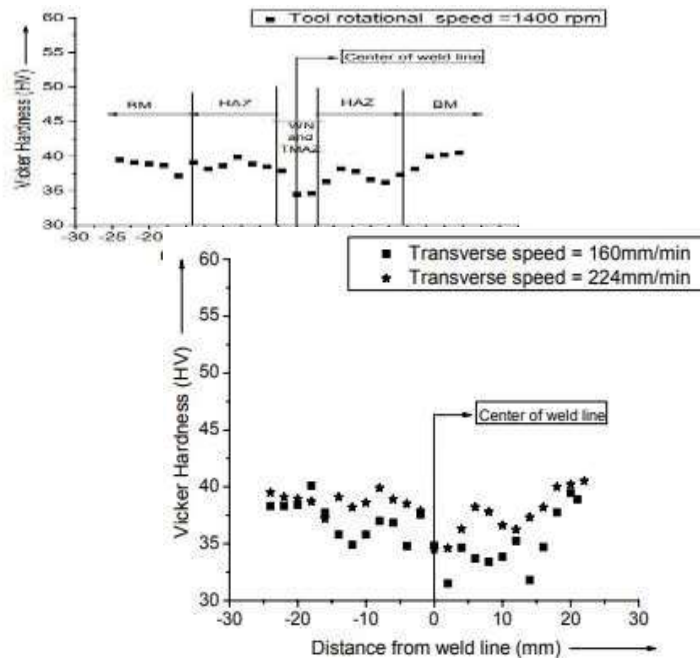 60
Tool rotational speed =1400 rpm
55
Center of weld line
50
45
BM HAZ HAZ BM
WN
and
TMAZ
40
35
30
-30 -25 -20
Vicker Hardness (HV)
Transverse speed = 160mm/min
Transverse speed = 224mm/min
60
55
50
45
Center of weld line
40
35
30
-30 -20 -10 0 10 20 30
Vicker Hardness (HV)
Distance from weld line (mm)